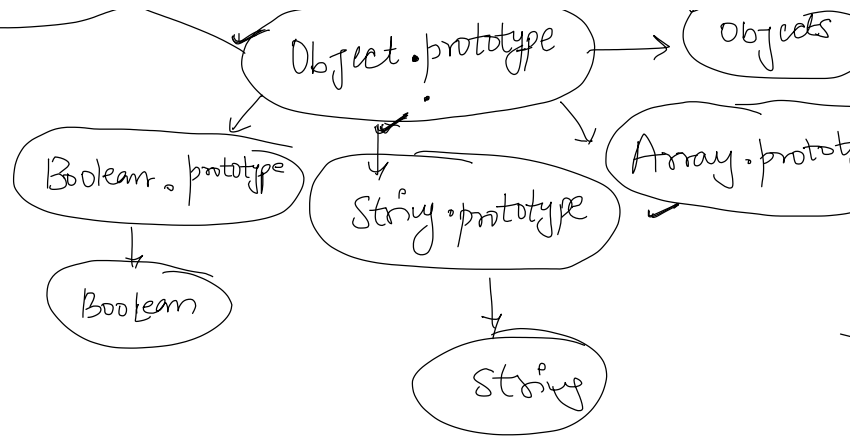 Object.prototype
Objects
Boolean.prototype
String.prototype
Array.protot
Boolean
String